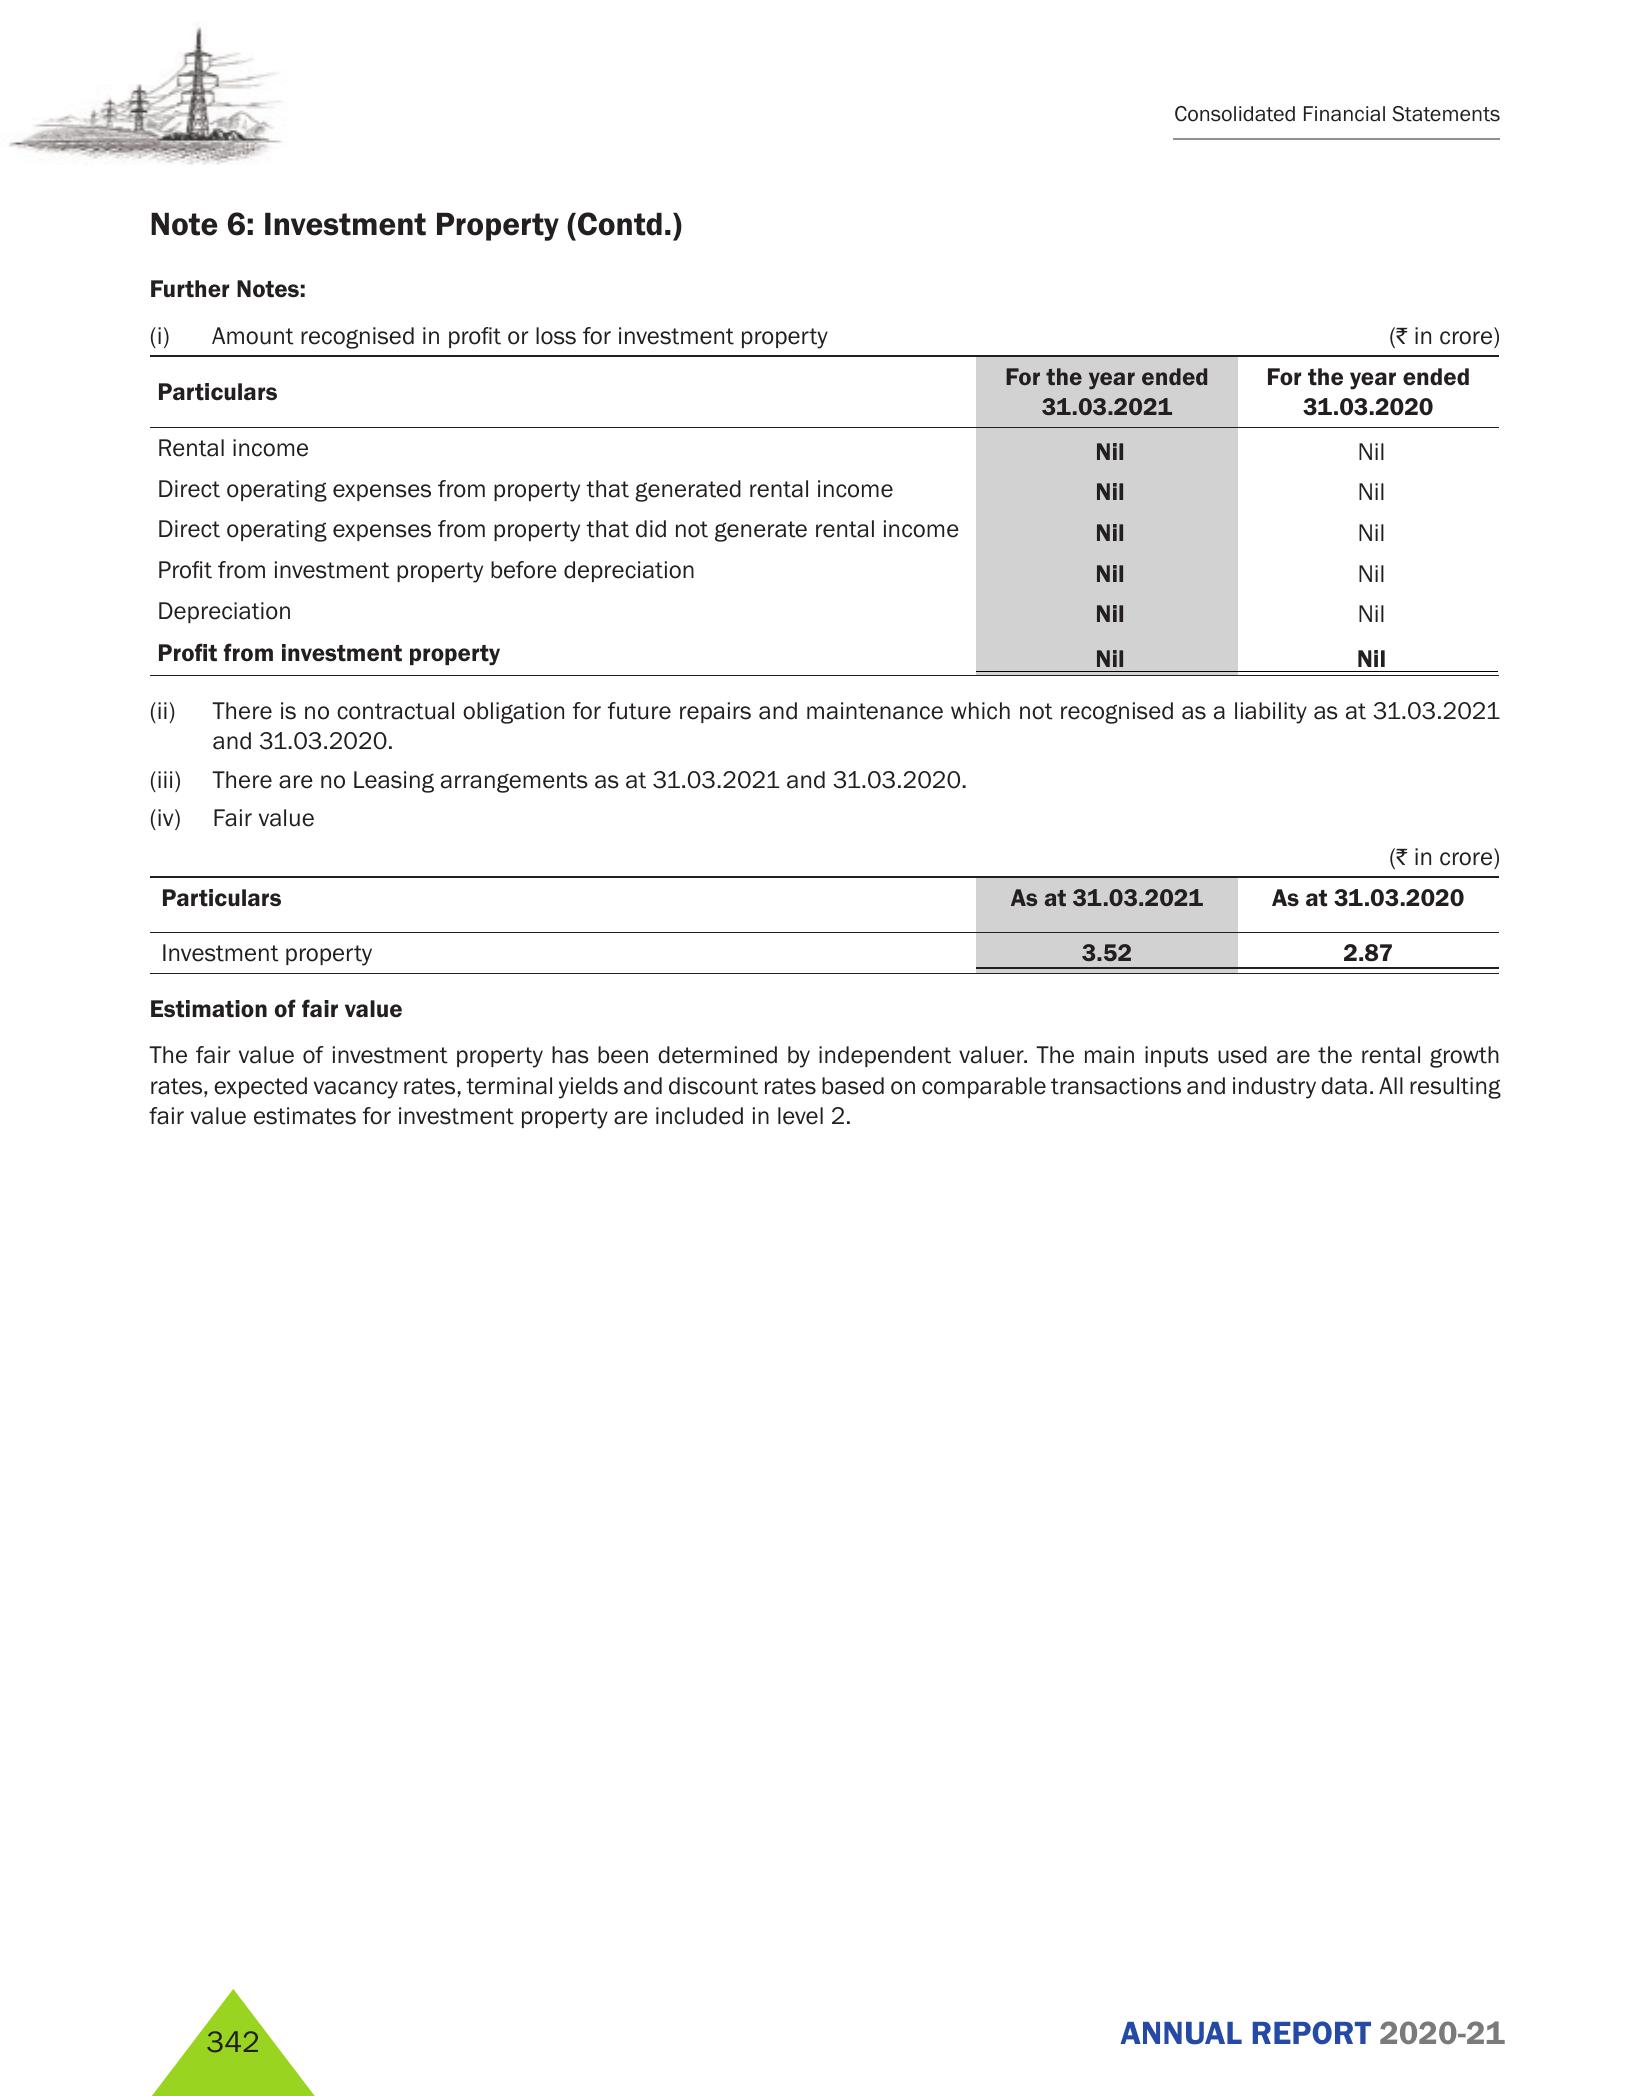 Consolidated Financial Statements
Note 6: Investment Property (Contd.)
Further Notes:
(i) Amount recognised in profit or loss for investment property (₹ in crore)
Particulars For the year ended 31.03.2021 For the year ended 31.03.2020
Rental income Nil Nil
Direct operating expenses from property that generated rental income Nil Nil
Direct operating expenses from property that did not generate rental income Nil Nil
Profit from investment property before depreciation Nil Nil
Depreciation Nil Nil
Profit from investment property Nil Nil
(ii) There is no contractual obligation for future repairs and maintenance which not recognised as a liability as at 31.03.2021
and 31.03.2020.
(iii) There are no Leasing arrangements as at 31.03.2021 and 31.03.2020.
(iv) Fair value
(₹ in crore)
Particulars As at 31.03.2021 As at 31.03.2020
Investment property 3.52 2.87
Estimation of fair value
The fair value of investment property has been determined by independent valuer. The main inputs used are the rental growth
rates, expected vacancy rates, terminal yields and discount rates based on comparable transactions and industry data. All resulting
fair value estimates for investment property are included in level 2.
342
ANNUAL REPORT 2020-21